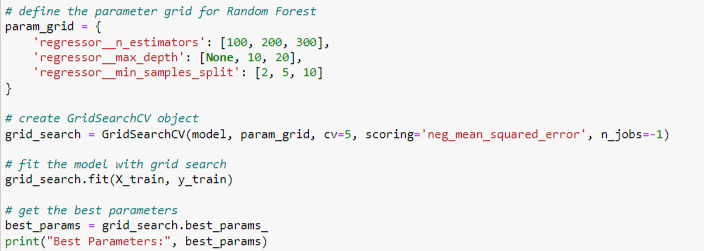 # define the parameter grid for Random Forest
param_grid = {
    'regressor__n_estimators': [100, 200, 300],
    'regressor__max_depth': [None, 10, 20],
    'regressor__min_samples_split': [2, 5, 10]
}
# create GridSearchCV object
grid_search = GridSearchCV(model, param_grid, cv=5, scoring='neg_mean_squared_error', n_jobs=-1)
# fit the model with grid search
grid_search.fit(X_train, y_train)
# get the best parameters
best_params = grid_search.best_params_
print("Best Parameters:", best_params)